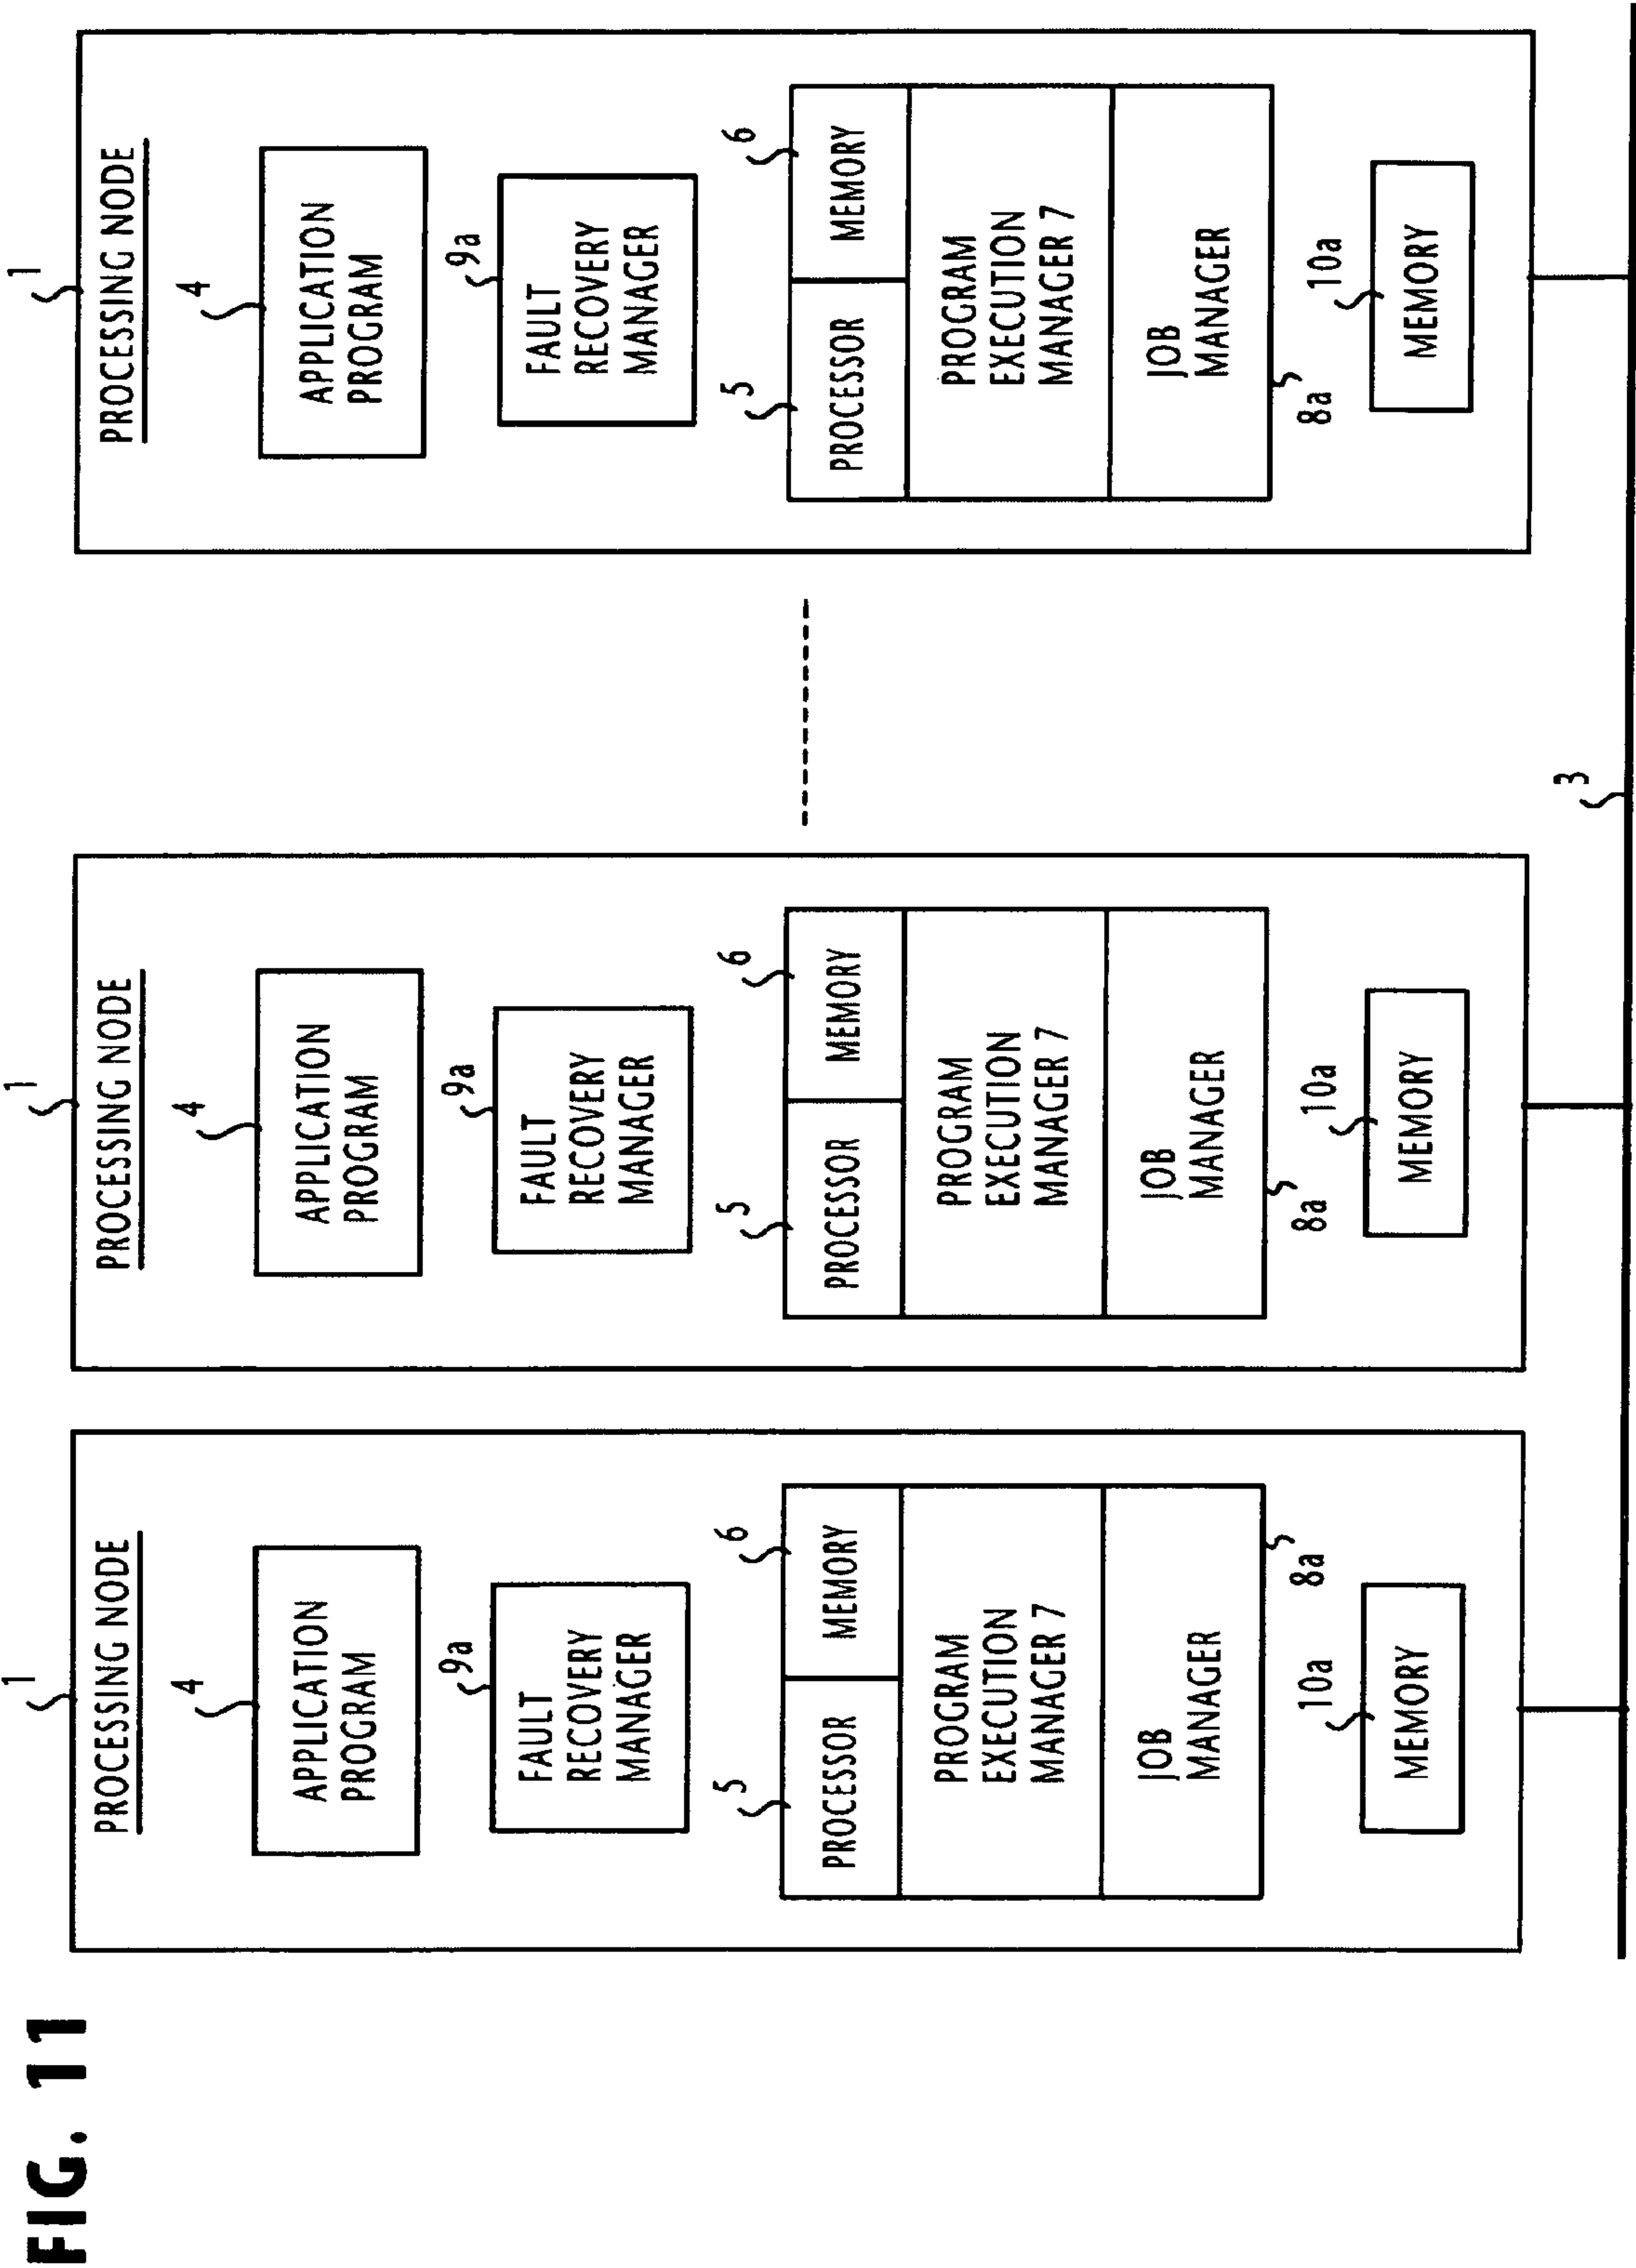 FIG. 11
1
PROCESSING NODE
4
APPLICATION
PROGRAM
9a
FAULT
RECOVERY
MANAGER
5
PROCESSOR
6
MEMORY
PROGRAM
EXECUTION
MANAGER 7
JOB
MANAGER
8a
10a
MEMORY
1
PROCESSING NODE
4
APPLICATION
PROGRAM
9a
FAULT
RECOVERY
MANAGER
5
PROCESSOR
6
MEMORY
PROGRAM
EXECUTION
MANAGER 7
JOB
MANAGER
8a
10a
MEMORY
1
PROCESSING NODE
4
APPLICATION
PROGRAM
9a
FAULT
RECOVERY
MANAGER
5
PROCESSOR
6
MEMORY
PROGRAM
EXECUTION
MANAGER 7
JOB
MANAGER
8a
10a
MEMORY
3